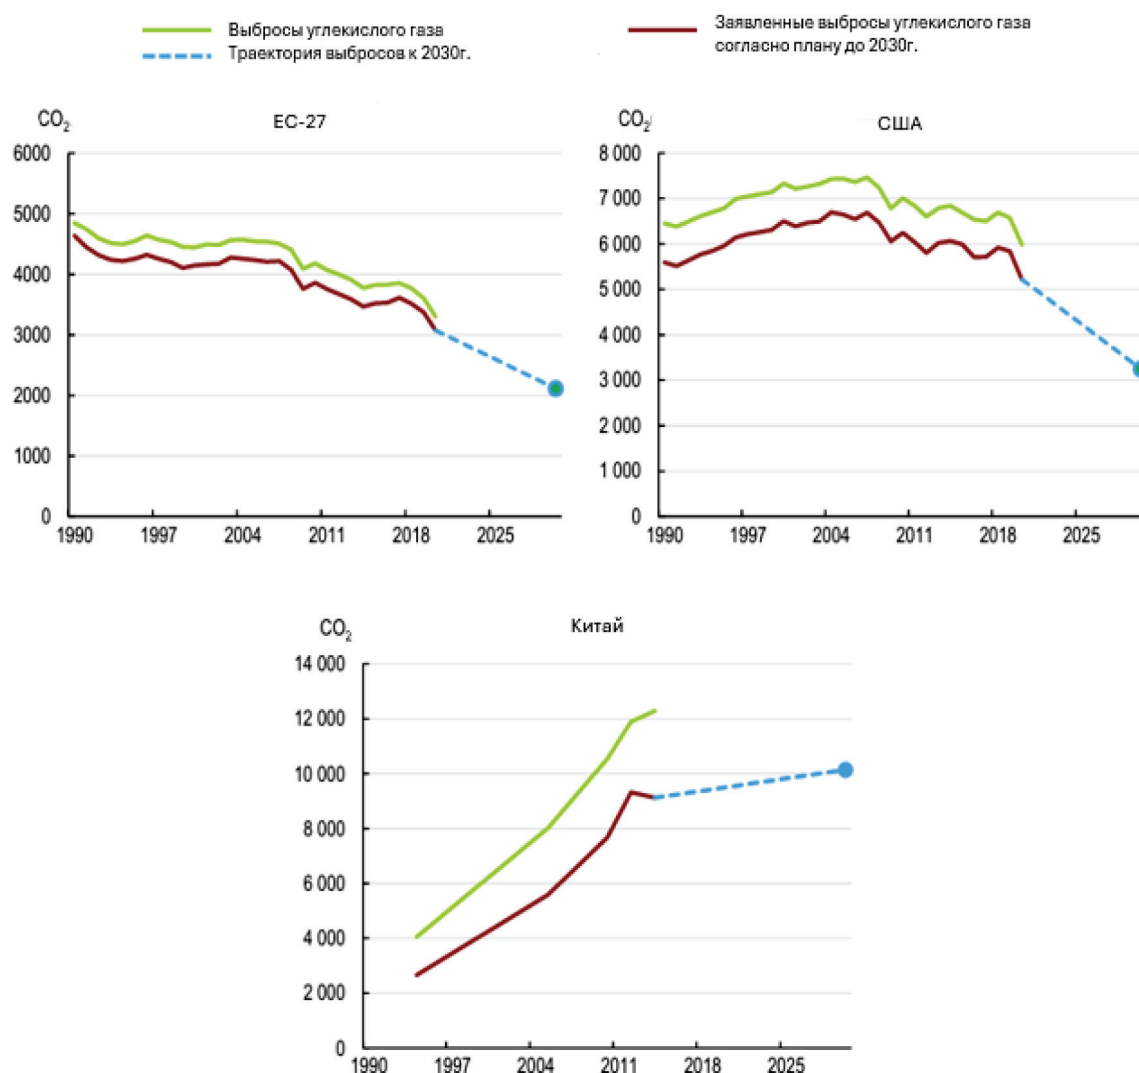 Выбросы углекислого газа
Траектория выбросов к 2030г.
Заявленные выбросы углекислого газа
согласно плану до 2030г.
CO₂
ЕС-27
6000
5000
4000
3000
2000
1000
0
1990 1997 2004 2011 2018 2025
CO₂
США
8 000
7 000
6 000
5 000
4 000
3 000
2 000
1 000
0
1990 1997 2004 2011 2018 2025
CO₂
Китай
14 000
12 000
10 000
8 000
6 000
4 000
2 000
0
1990 1997 2004 2011 2018 2025